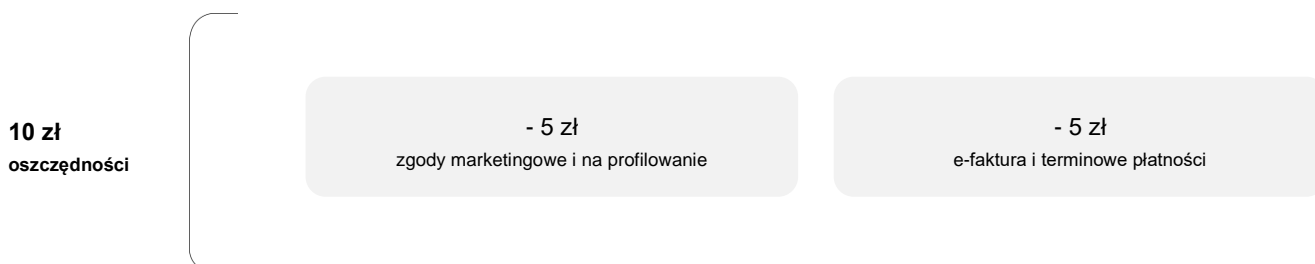 10 zł
oszczędności
- 5 zł
zgody marketingowe i na profilowanie
- 5 zł
e-faktura i terminowe płatności